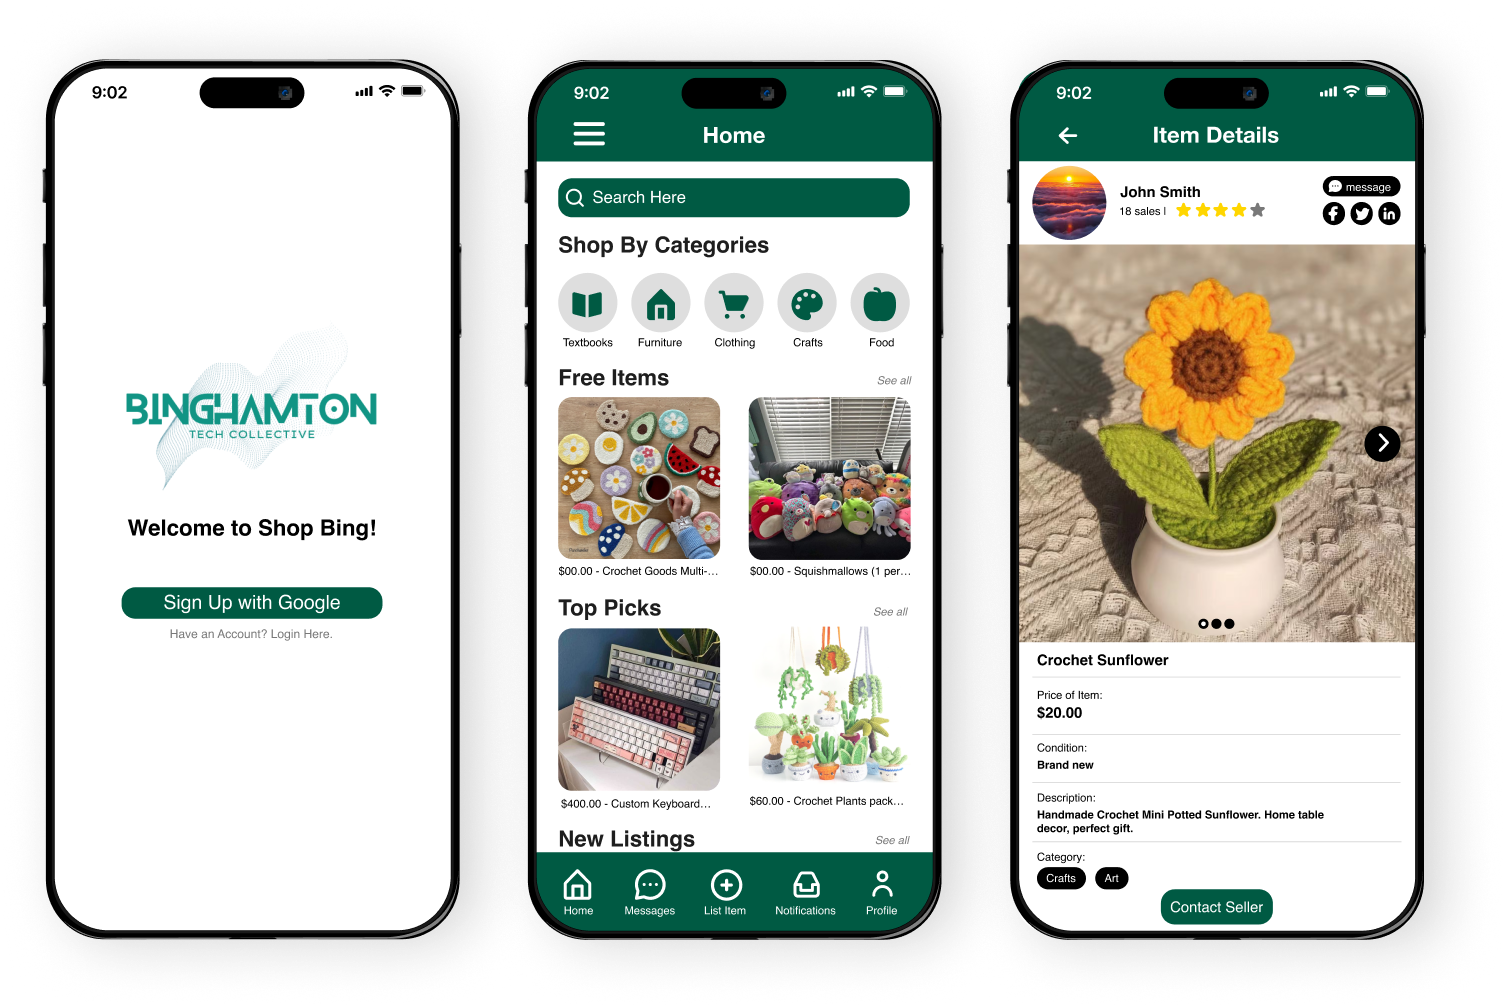 9:02
BINGHAMTON
TECH COLLECTIVE
Welcome to Shop Bing!
Sign Up with Google
Have an Account? Login Here.
9:02
Home
Search Here
Shop By Categories
Textbooks Furniture Clothing Crafts Food
Free Items See all
$00.00 - Crochet Goods Multi-... $00.00 - Squishmallows (1 per...
Top Picks See all
$400.00 - Custom Keyboard... $60.00 - Crochet Plants pack...
New Listings See all
Home Messages List Item Notifications Profile
9:02
Item Details
John Smith
message
18 sales |
Crochet Sunflower
Price of Item:
$20.00
Condition:
Brand new
Description:
Handmade Crochet Mini Potted Sunflower. Home table
decor, perfect gift.
Category:
Crafts Art
Contact Seller